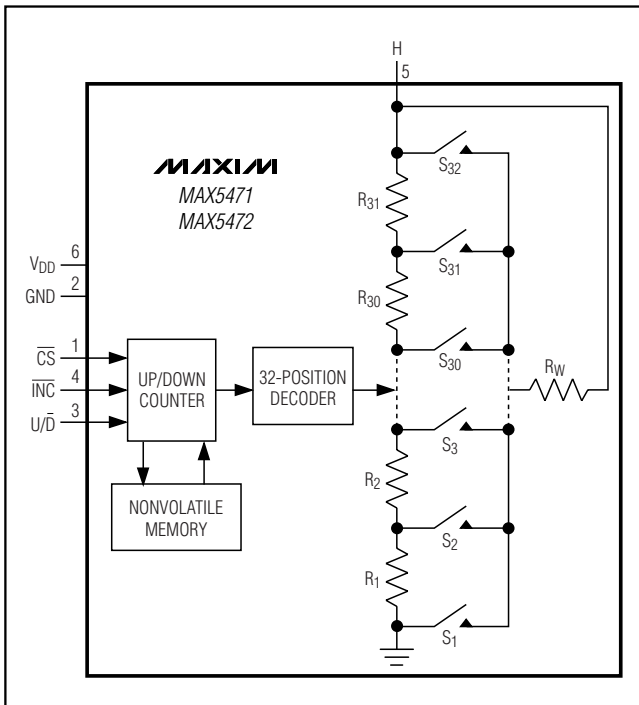 H
5
MAXIM
MAX5471
MAX5472
S32
R31
VDD 6
GND 2
S31
R30
CS 1
INC 4
U/D 3
UP/DOWN
COUNTER
32-POSITION
DECODER
S30
RW
S3
R2
NONVOLATILE
MEMORY
S2
R1
S1